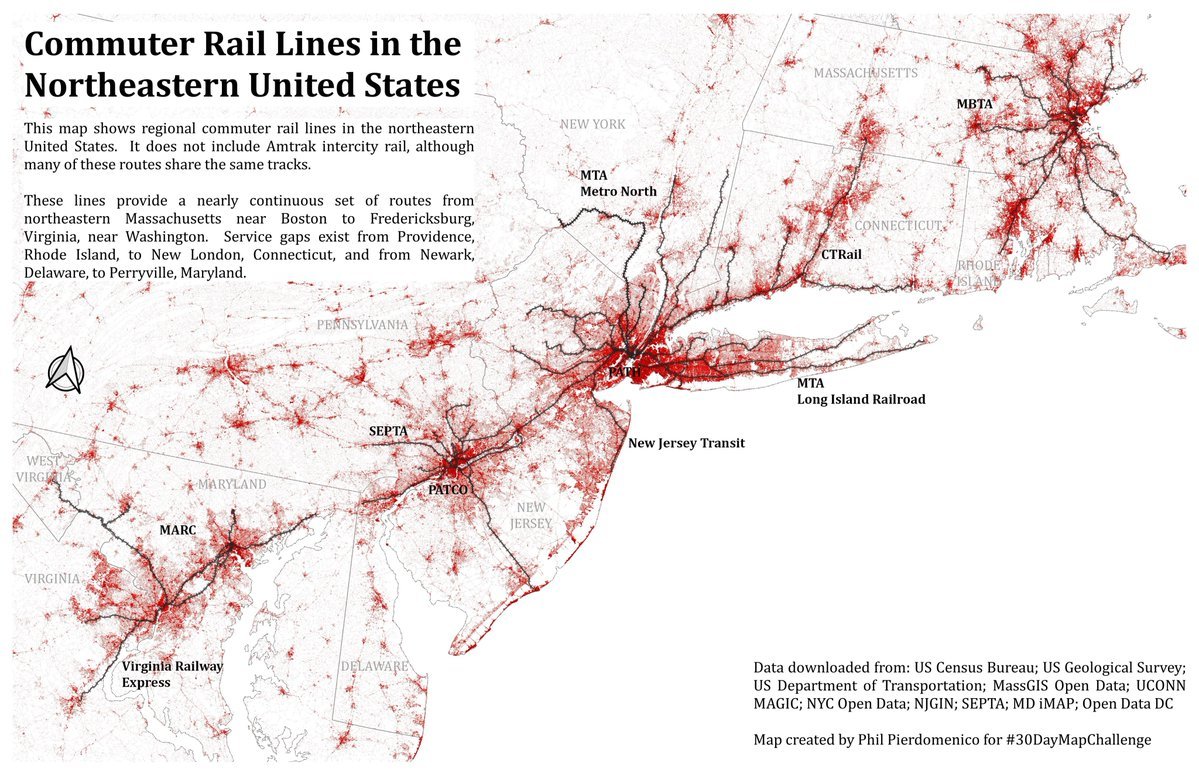 Commuter Rail Lines in the
Northeastern United States
This map shows regional commuter rail lines in the northeastern
United States. It does not include Amtrak intercity rail, although
many of these routes share the same tracks.
These lines provide a nearly continuous set of routes from
northeastern Massachusetts near Boston to Fredericksburg,
Virginia, near Washington. Service gaps exist from Providence,
Rhode Island, to New London, Connecticut, and from Newark,
Delaware, to Perryville, Maryland.
MASSACHUSETTS
MBTA
NEW YORK
MTA
Metro North
CONNECTICUT
CTRail
RHODE
ISLAND
PENNSYLVANIA
PATH
MTA
Long Island Railroad
SEPTA
New Jersey Transit
WEST
VIRGINIA
MARYLAND
PATCO
NEW
JERSEY
MARC
VIRGINIA
Virginia Railway
Express
DELAWARE
Data downloaded from: US Census Bureau; US Geological Survey;
US Department of Transportation; MassGIS Open Data; UCONN
MAGIC; NYC Open Data; NJGIN; SEPTA; MD iMAP; Open Data DC
Map created by Phil Pierdomenico for #30DayMapChallenge